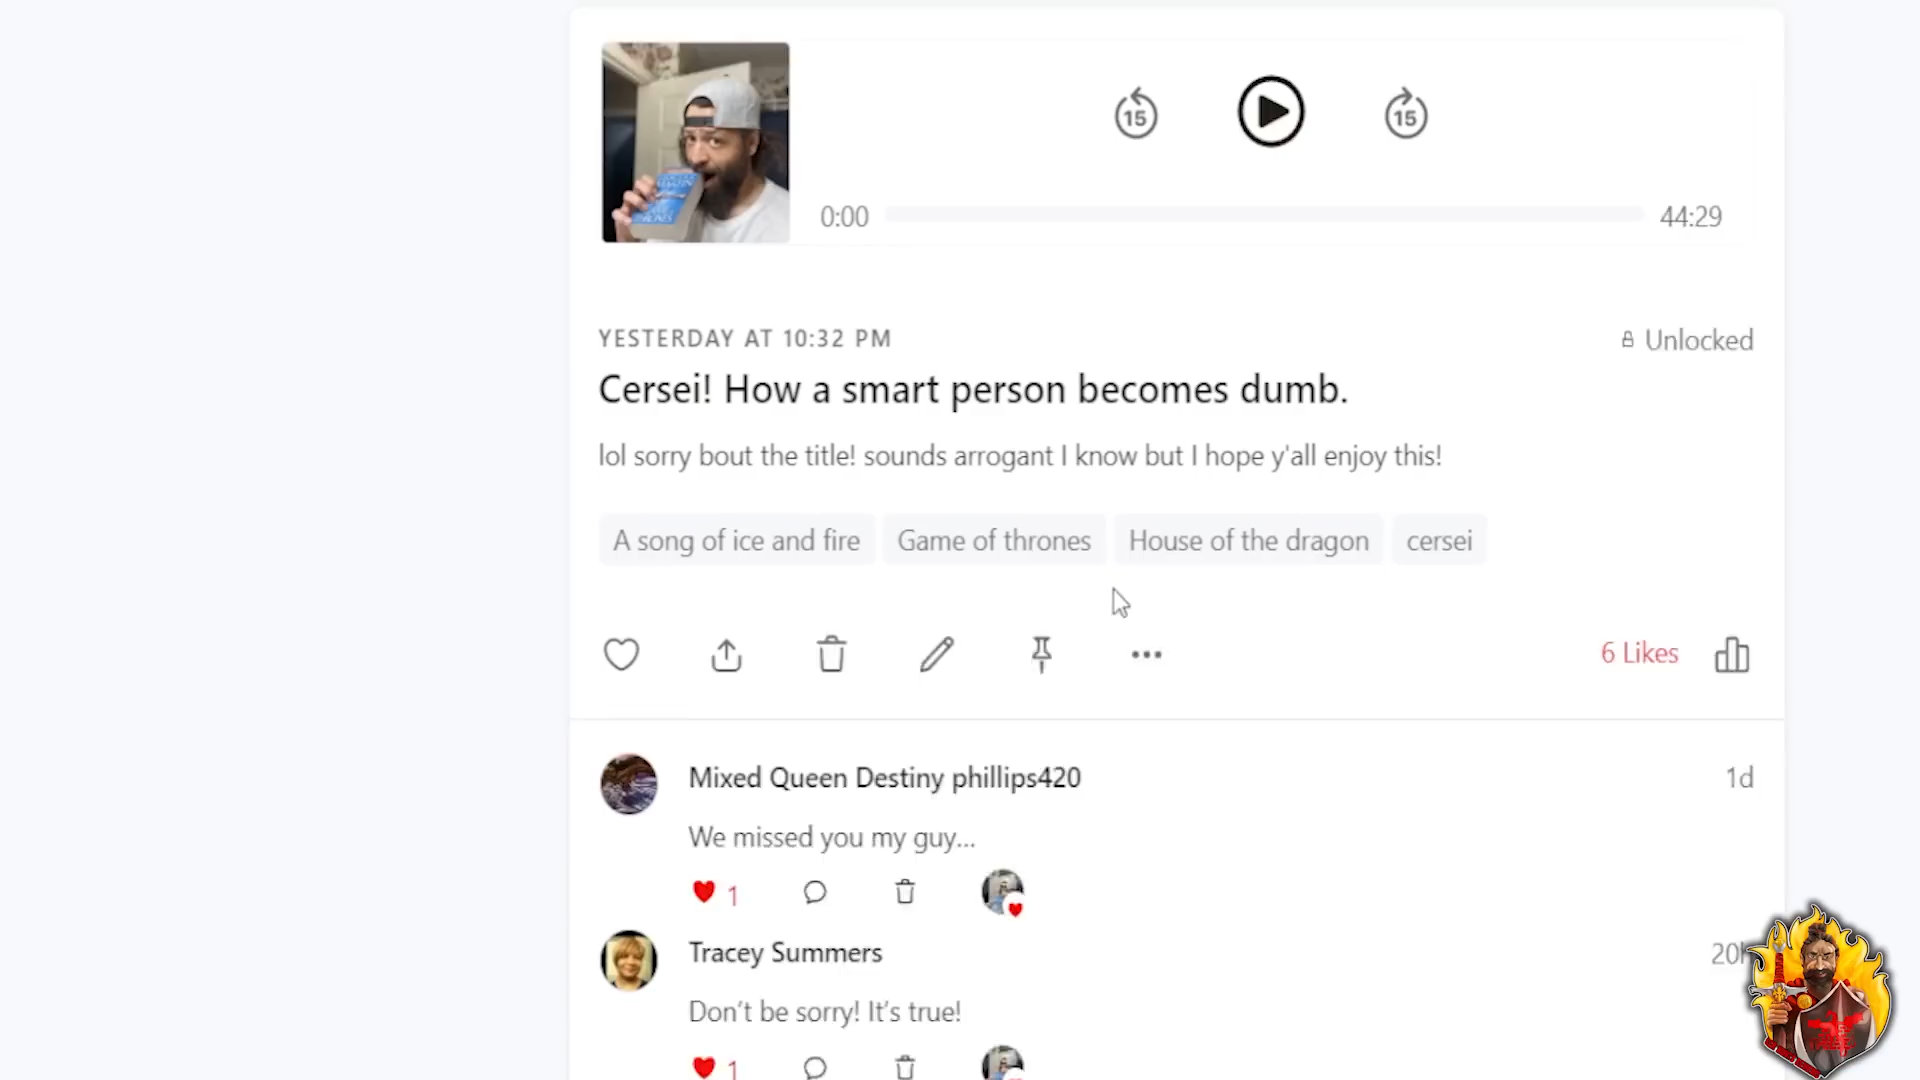 15
15
0:00
44:29
YESTERDAY AT 10:32 PM
Unlocked
Cersei! How a smart person becomes dumb.
lol sorry bout the title! sounds arrogant I know but I hope y'all enjoy this!
A song of ice and fire
Game of thrones
House of the dragon
cersei
6 Likes
Mixed Queen Destiny phillips420
1d
We missed you my guy...
1
Tracey Summers
20h
Don't be sorry! It's true!
1